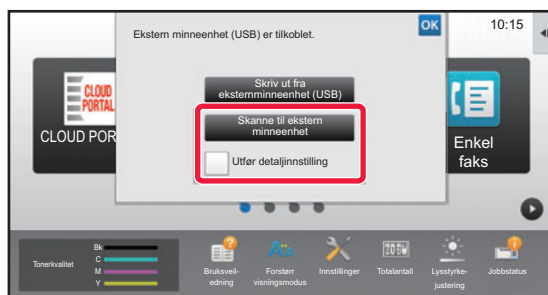 Ekstern minneenhet (USB) er tilkoblet.
OK
10:15
Skriv ut fra
eksternminneenhet (USB)
Skanne til ekstern
minneenhet
Utfør detaljinnstilling
CLOUD
PORTAL
CLOUD POR
Enkel
faks
Tonerkvalitet
Bk
C
M
Y
Bruksveil-
edning
Forstørr
visningsmodus
Innstillinger
Totalantall
Lysstyrke-
justering
Jobbstatus